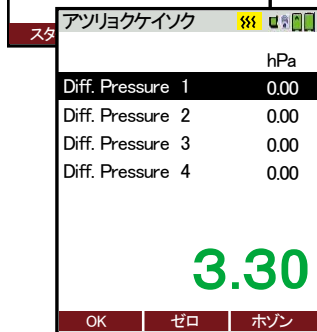 スタ
アツリョクケイソク
hPa
Diff. Pressure 1 0.00
Diff. Pressure 2 0.00
Diff. Pressure 3 0.00
Diff. Pressure 4 0.00
3.30
OK ゼロ ホゾン